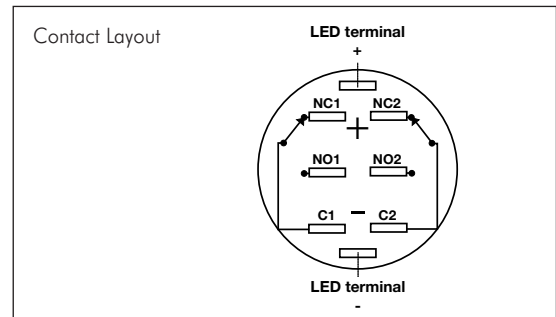 Contact Layout
LED terminal
+
NC1 NC2
+
NO1 NO2
C1 – C2
LED terminal
-